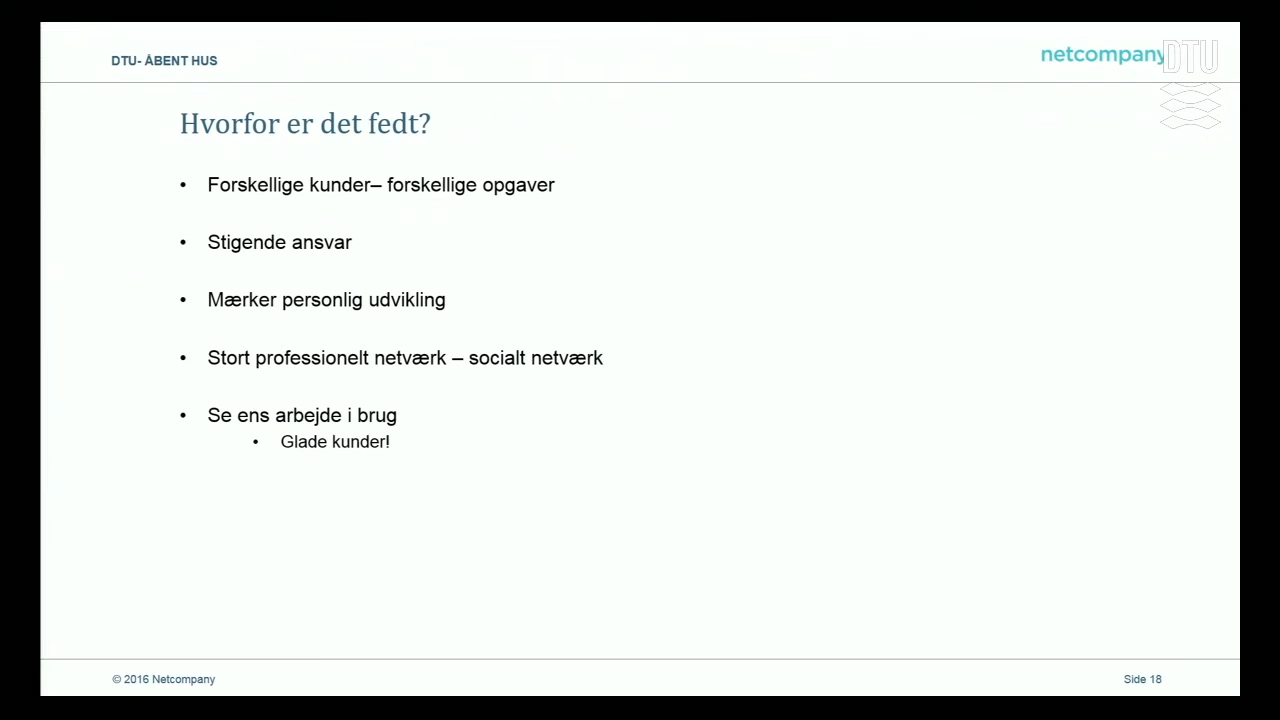 DTU- ÅBENT HUS
netcompany
DTU
Hvorfor er det fedt?
• Forskellige kunder– forskellige opgaver
• Stigende ansvar
• Mærker personlig udvikling
• Stort professionelt netværk – socialt netværk
• Se ens arbejde i brug
• Glade kunder!
© 2016 Netcompany
Side 18